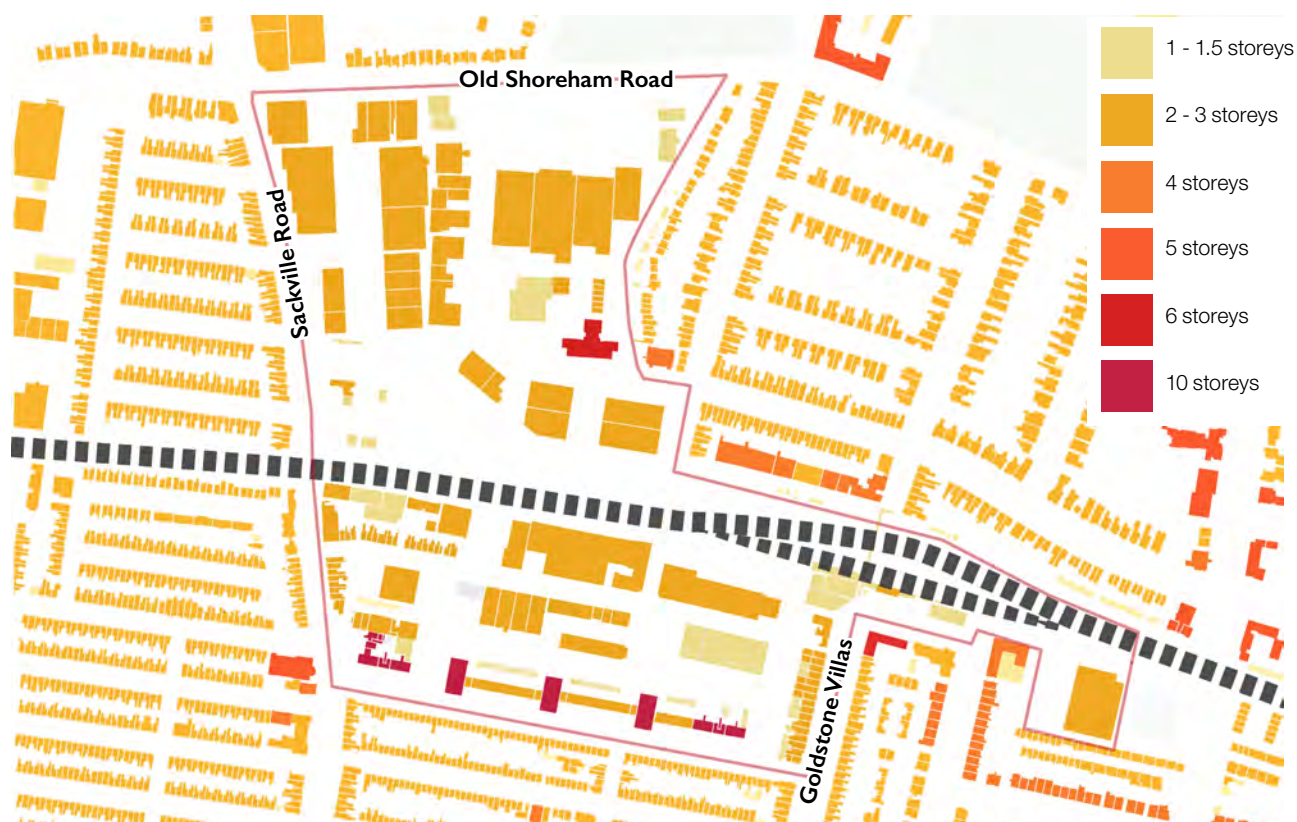 Old Shoreham Road
Sackville Road
Goldstone Villas
1 - 1.5 storeys
2 - 3 storeys
4 storeys
5 storeys
6 storeys
10 storeys